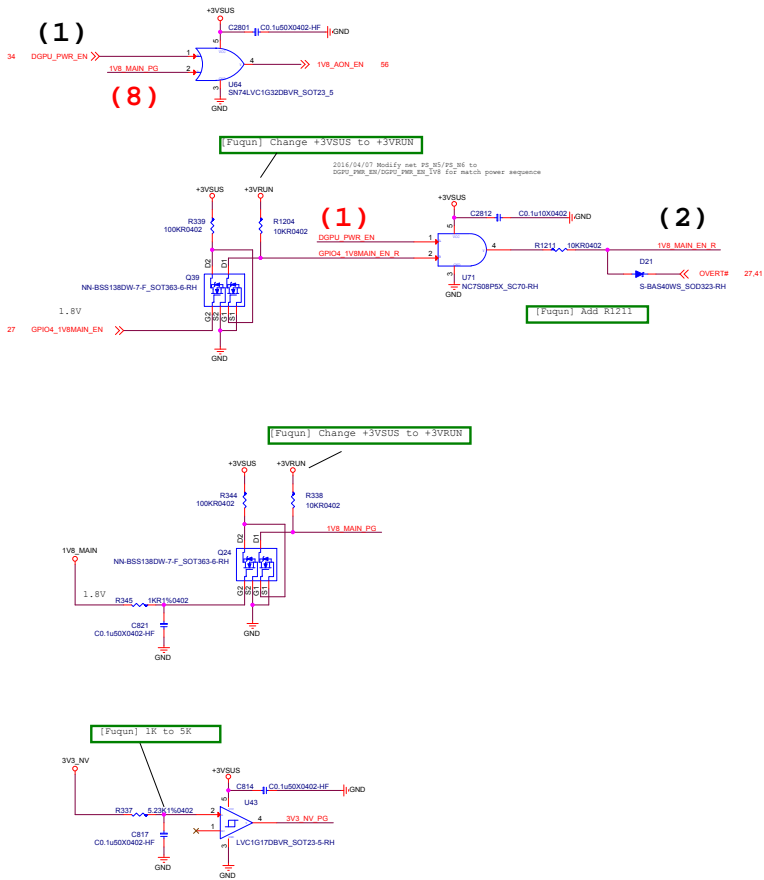 +3VSUS
(1)
C2801
C0.1u50X0402-HF
GND
34
DGPU_PWR_EN
1
5
1V8_MAIN_PG
2
4
1V8_AON_EN
56
(8)
3
U64
SN74LVC1G32DBVR_SOT23_5
GND
[Fuqun] Change +3VSUS to +3VRUN
2016/04/07 Modify net PS_N5/PS_N6 to
DGPU_PWR_EN/DGPU_PWR_EN_1V8 for match power sequence
+3VSUS
+3VRUN
R339
100KR0402
R1204
10KR0402
(1)
+3VSUS
C2812
C0.1u10X0402
GND
(2)
DGPU_PWR_EN
1
5
GPIO4_1V8MAIN_EN_R
2
4
R1211
10KR0402
1V8_MAIN_EN_R
3
U71
NC7S08P5X_SC70-RH
GND
D21
S-BAS40WS_SOD323-RH
OVERT#
27,41
D2
D1
Q39
NN-BSS138DW-7-F_SOT363-6-RH
1.8V
G2
S2
G1
S1
27
GPIO4_1V8MAIN_EN
GND
[Fuqun] Add R1211
[Fuqun] Change +3VSUS to +3VRUN
+3VSUS
+3VRUN
R344
100KR0402
R338
10KR0402
1V8_MAIN_PG
D2
D1
1V8_MAIN
Q24
NN-BSS138DW-7-F_SOT363-6-RH
1.8V
G2
S2
G1
S1
R345
1KR1%0402
C821
C0.1u50X0402-HF
GND
GND
[Fuqun] 1K to 5K
3V3_NV
+3VSUS
C814
C0.1u50X0402-HF
GND
R337
5.23K1%0402
U43
5
2
1
4
3V3_NV_PG
3
C817
C0.1u50X0402-HF
LVC1G17DBVR_SOT23-5-RH
GND
GND